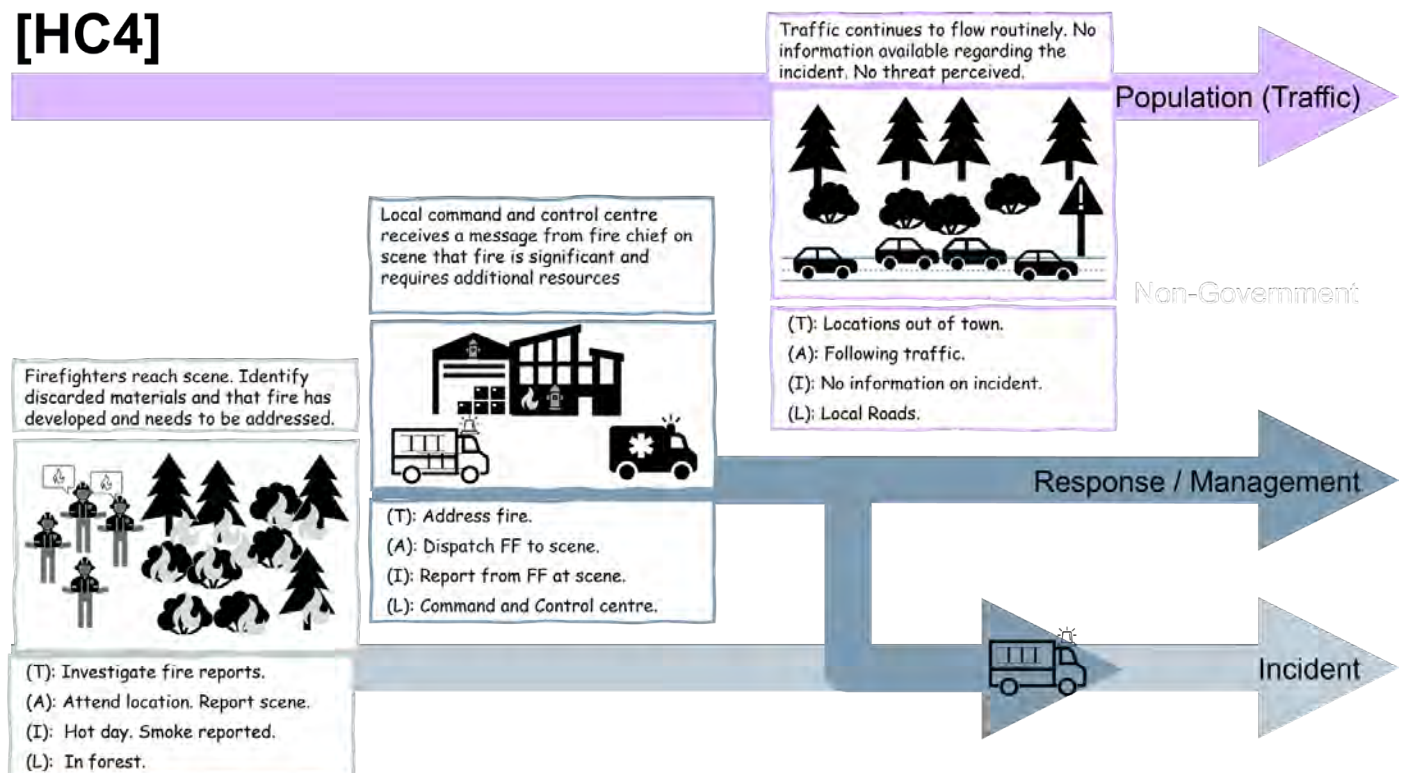 [HC4]
Traffic continues to flow routinely. No
information available regarding the
incident. No threat perceived.
Population (Traffic)
Local command and control centre
receives a message from fire chief on
scene that fire is significant and
requires additional resources
Non-Government
(T): Locations out of town.
(A): Following traffic.
(I): No information on incident.
(L): Local Roads.
Firefighters reach scene. Identify
discarded materials and that fire has
developed and needs to be addressed.
Response / Management
(T): Address fire.
(A): Dispatch FF to scene.
(I): Report from FF at scene.
(L): Command and Control centre.
Incident
(T): Investigate fire reports.
(A): Attend location. Report scene.
(I): Hot day. Smoke reported.
(L): In forest.